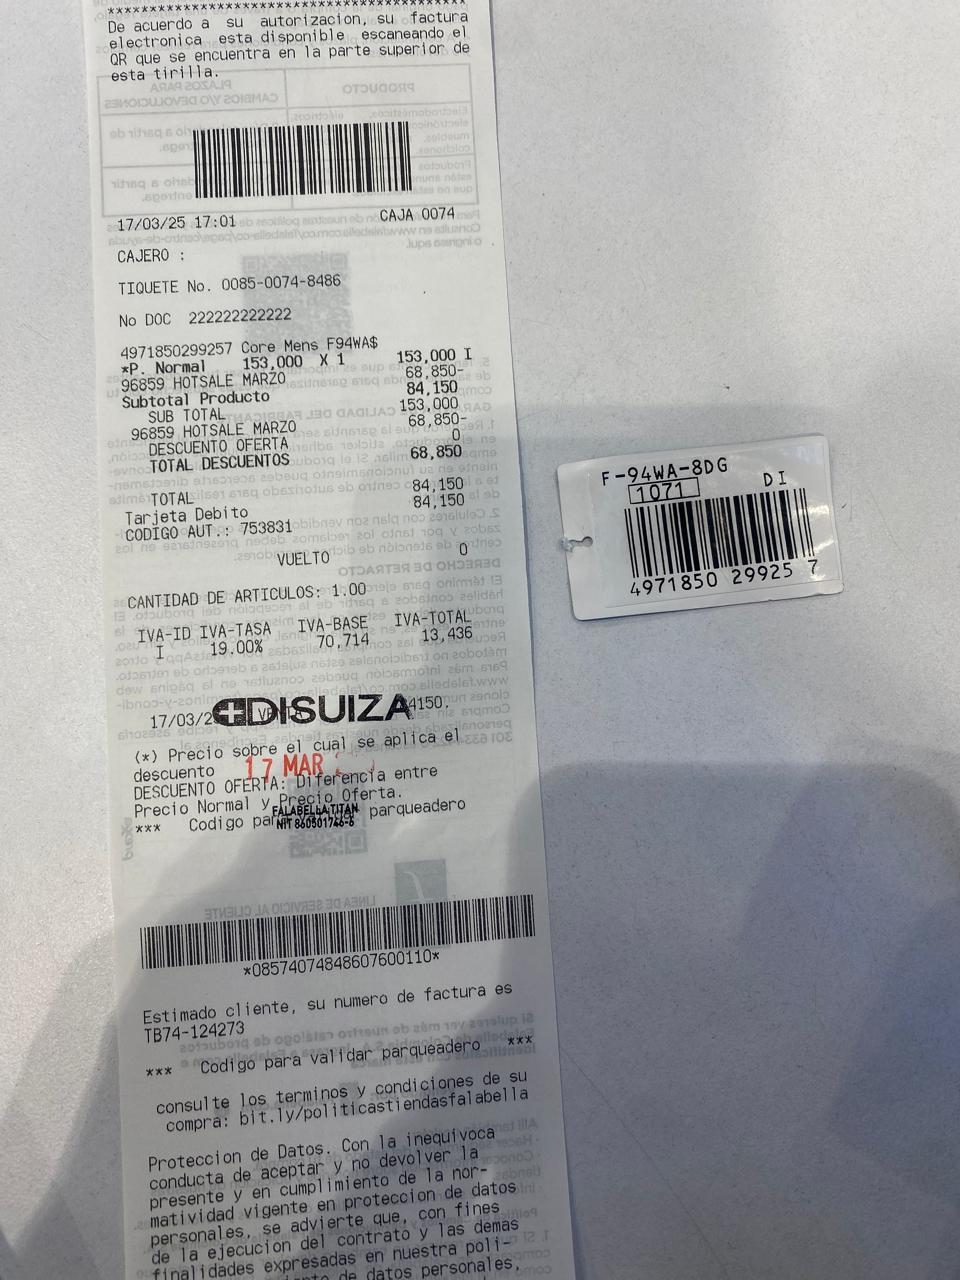 ****************************************
De acuerdo a su autorizacion, su factura
electronica esta disponible escaneando el
QR que se encuentra en la parte superior de
esta tirilla.
17/03/25 17:01 CAJA 0074
CAJERO :
TIQUETE No. 0085-0074-8486
No DOC 222222222222
4971850299257 Core Mens F94WA$
*P. Normal 153,000 X 1 153,000 I
96859 HOTSALE MARZO 68,850-
Subtotal Producto 84,150
SUB TOTAL 153,000
96859 HOTSALE MARZO 68,850-
DESCUENTO OFERTA 0
TOTAL DESCUENTOS 68,850
TOTAL 84,150
Tarjeta Debito 84,150
CODIGO AUT.: 753831
VUELTO 0
CANTIDAD DE ARTICULOS: 1.00
IVA-ID IVA-TASA IVA-BASE IVA-TOTAL
I 19.00% 70,714 13,436
17/03/2 DISUIZA 4150.
(*) Precio sobre el cual se aplica el
descuento 17 MAR
DESCUENTO OFERTA: Diferencia entre
Precio Normal y Precio Oferta.
FALABELLA TITAN
NIT 860501746-6
*** Codigo par parqueadero
*08574074848607600110*
Estimado cliente, su numero de factura es
TB74-124273
*** Codigo para validar parqueadero ***
consulte los terminos y condiciones de su
compra: bit.ly/politicastiendasfalabella
Proteccion de Datos. Con la inequivoca
conducta de aceptar y no devolver la
presente y en cumplimiento de la nor-
matividad vigente en proteccion de datos
personales, se advierte que, con fines
de la ejecucion del contrato y las demas
finalidades expresadas en nuestra poli-
de datos personales,
F-94WA-8DG
1071 DI
4971850 29925 7